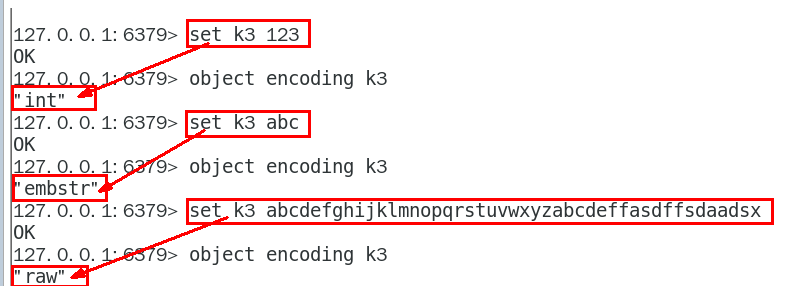 127.0.0.1:6379> set k3 123
OK
127.0.0.1:6379> object encoding k3
"int"
127.0.0.1:6379> set k3 abc
OK
127.0.0.1:6379> object encoding k3
"embstr"
127.0.0.1:6379> set k3 abcdefghijklmnopqrstuvwxyzabcdeffasdffsdaadsx
OK
127.0.0.1:6379> object encoding k3
"raw"